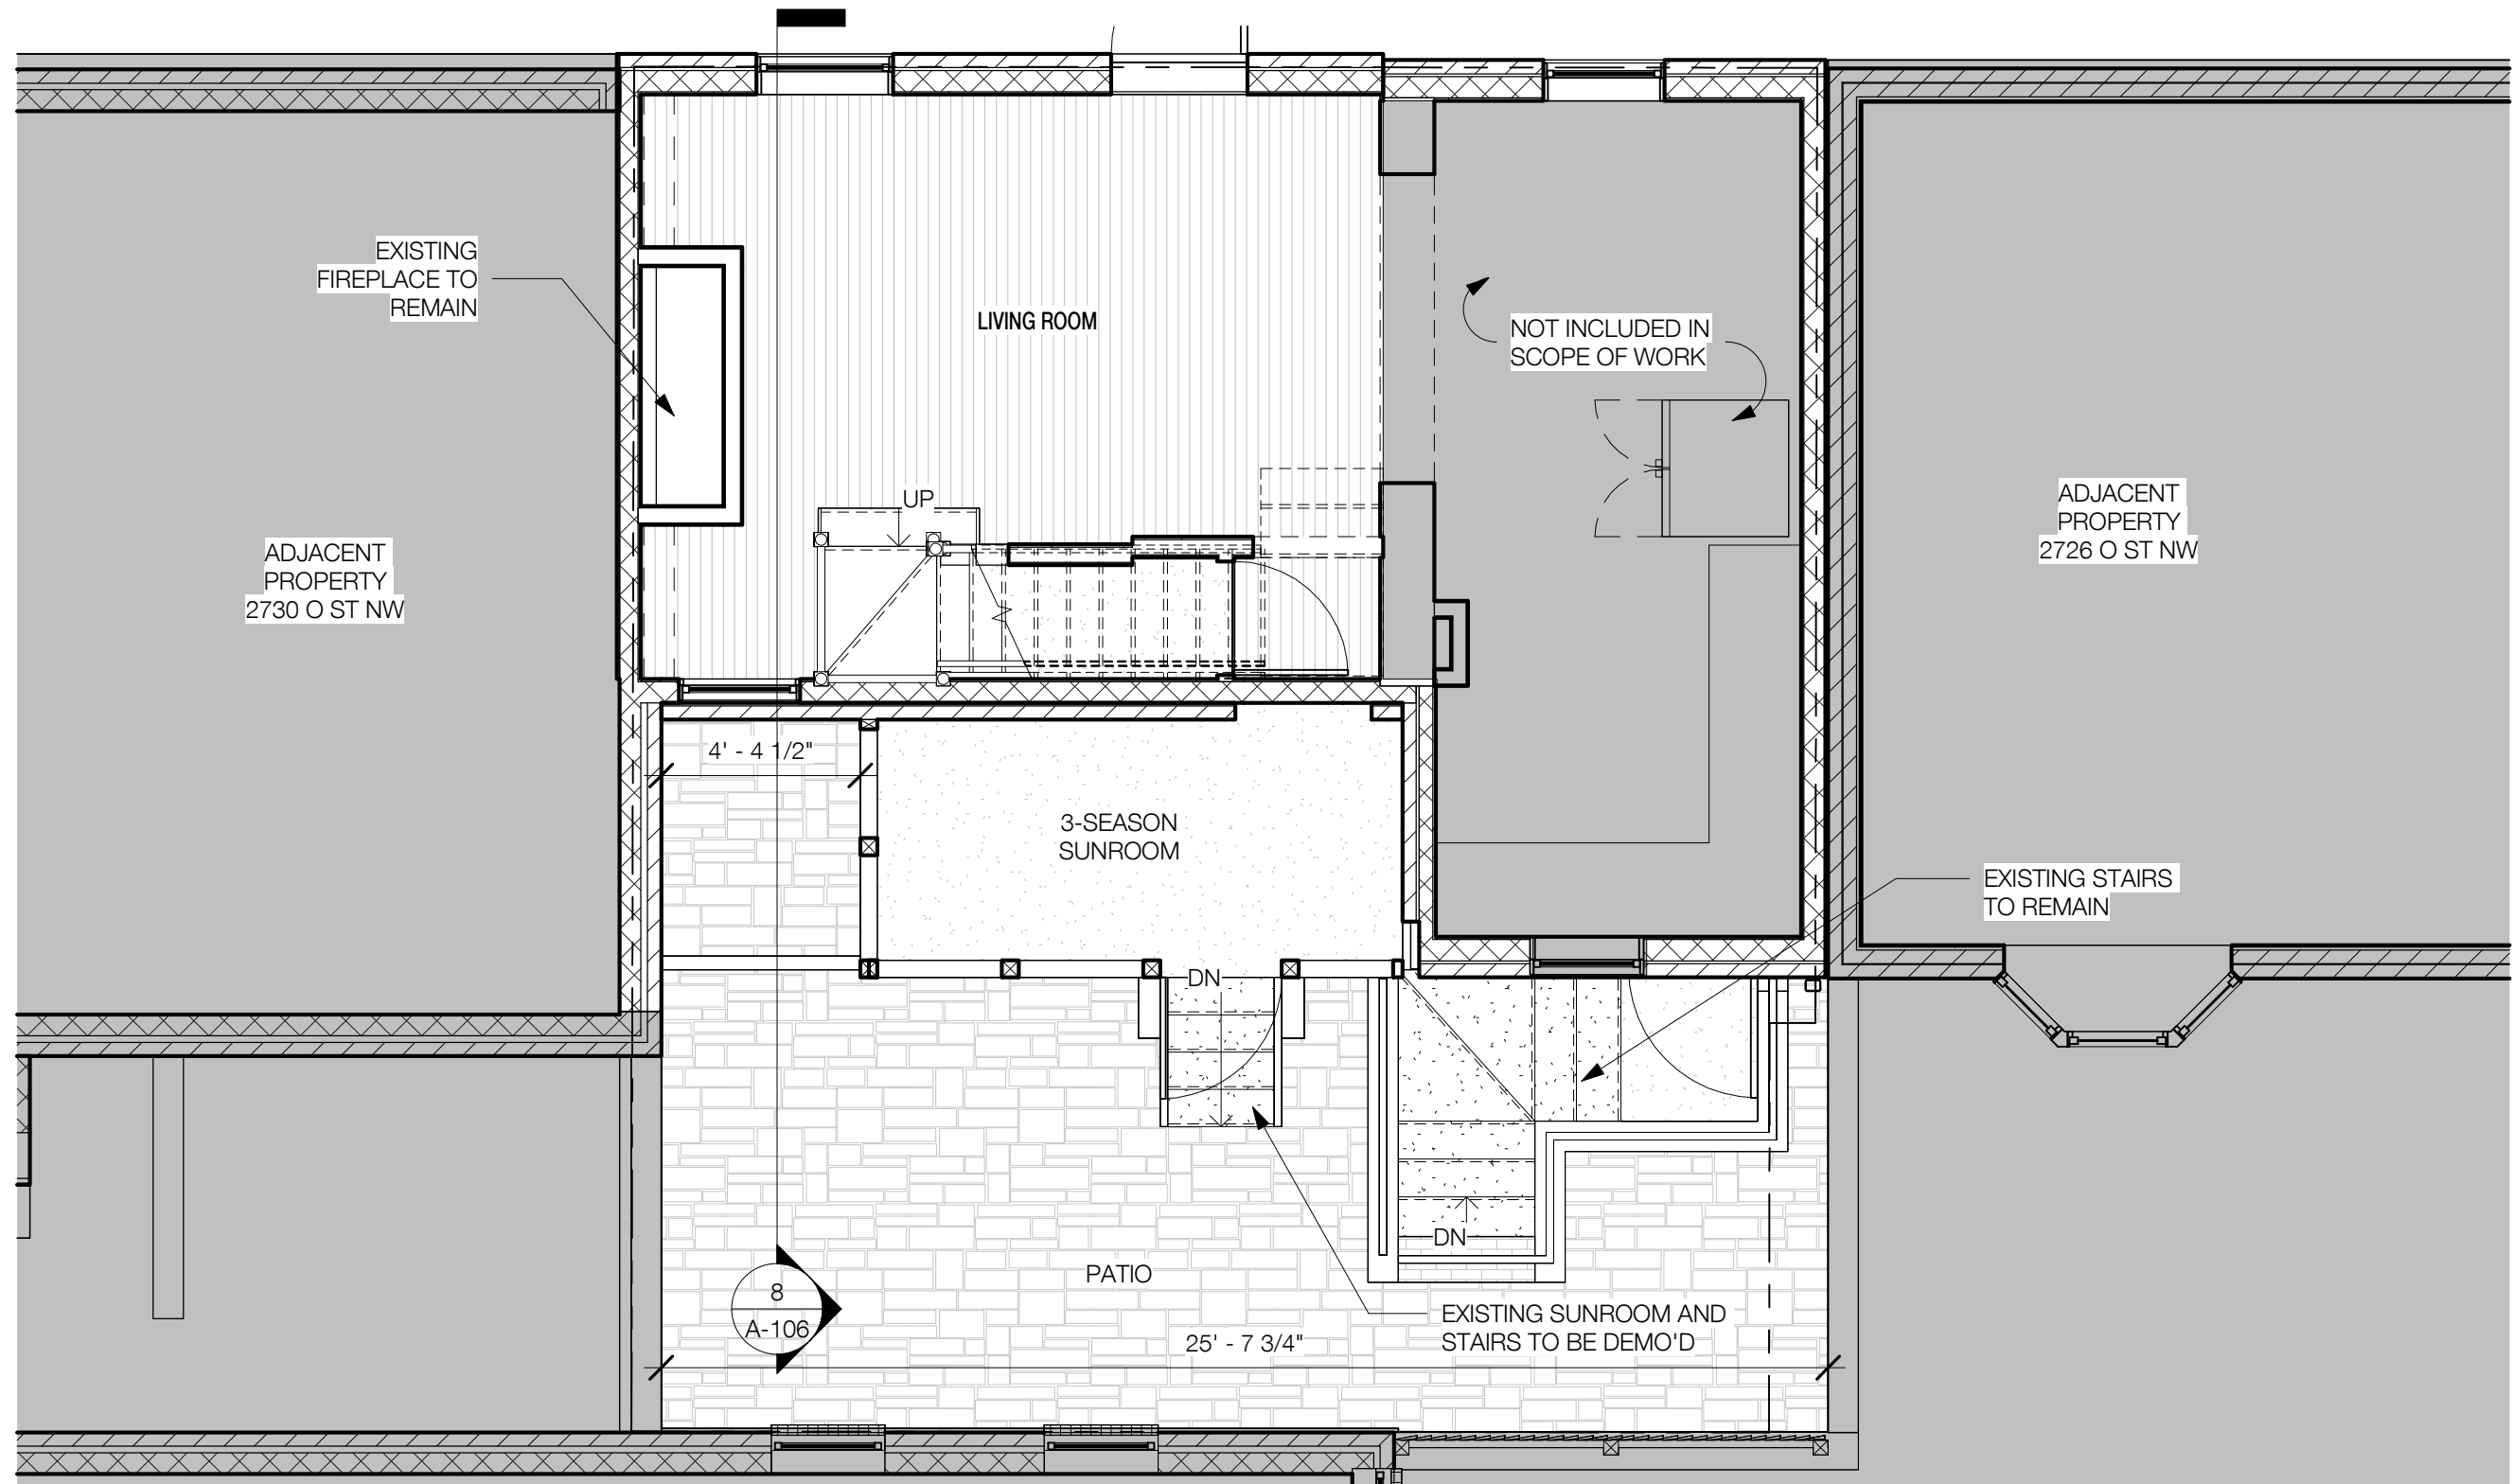 EXISTING
FIREPLACE TO
REMAIN
LIVING ROOM
NOT INCLUDED IN
SCOPE OF WORK
UP
ADJACENT
PROPERTY
2730 O ST NW
ADJACENT
PROPERTY
2726 O ST NW
4' - 4 1/2"
3-SEASON
SUNROOM
EXISTING STAIRS
TO REMAIN
DN
DN
PATIO
8
A-106
25' - 7 3/4"
EXISTING SUNROOM AND
STAIRS TO BE DEMO'D